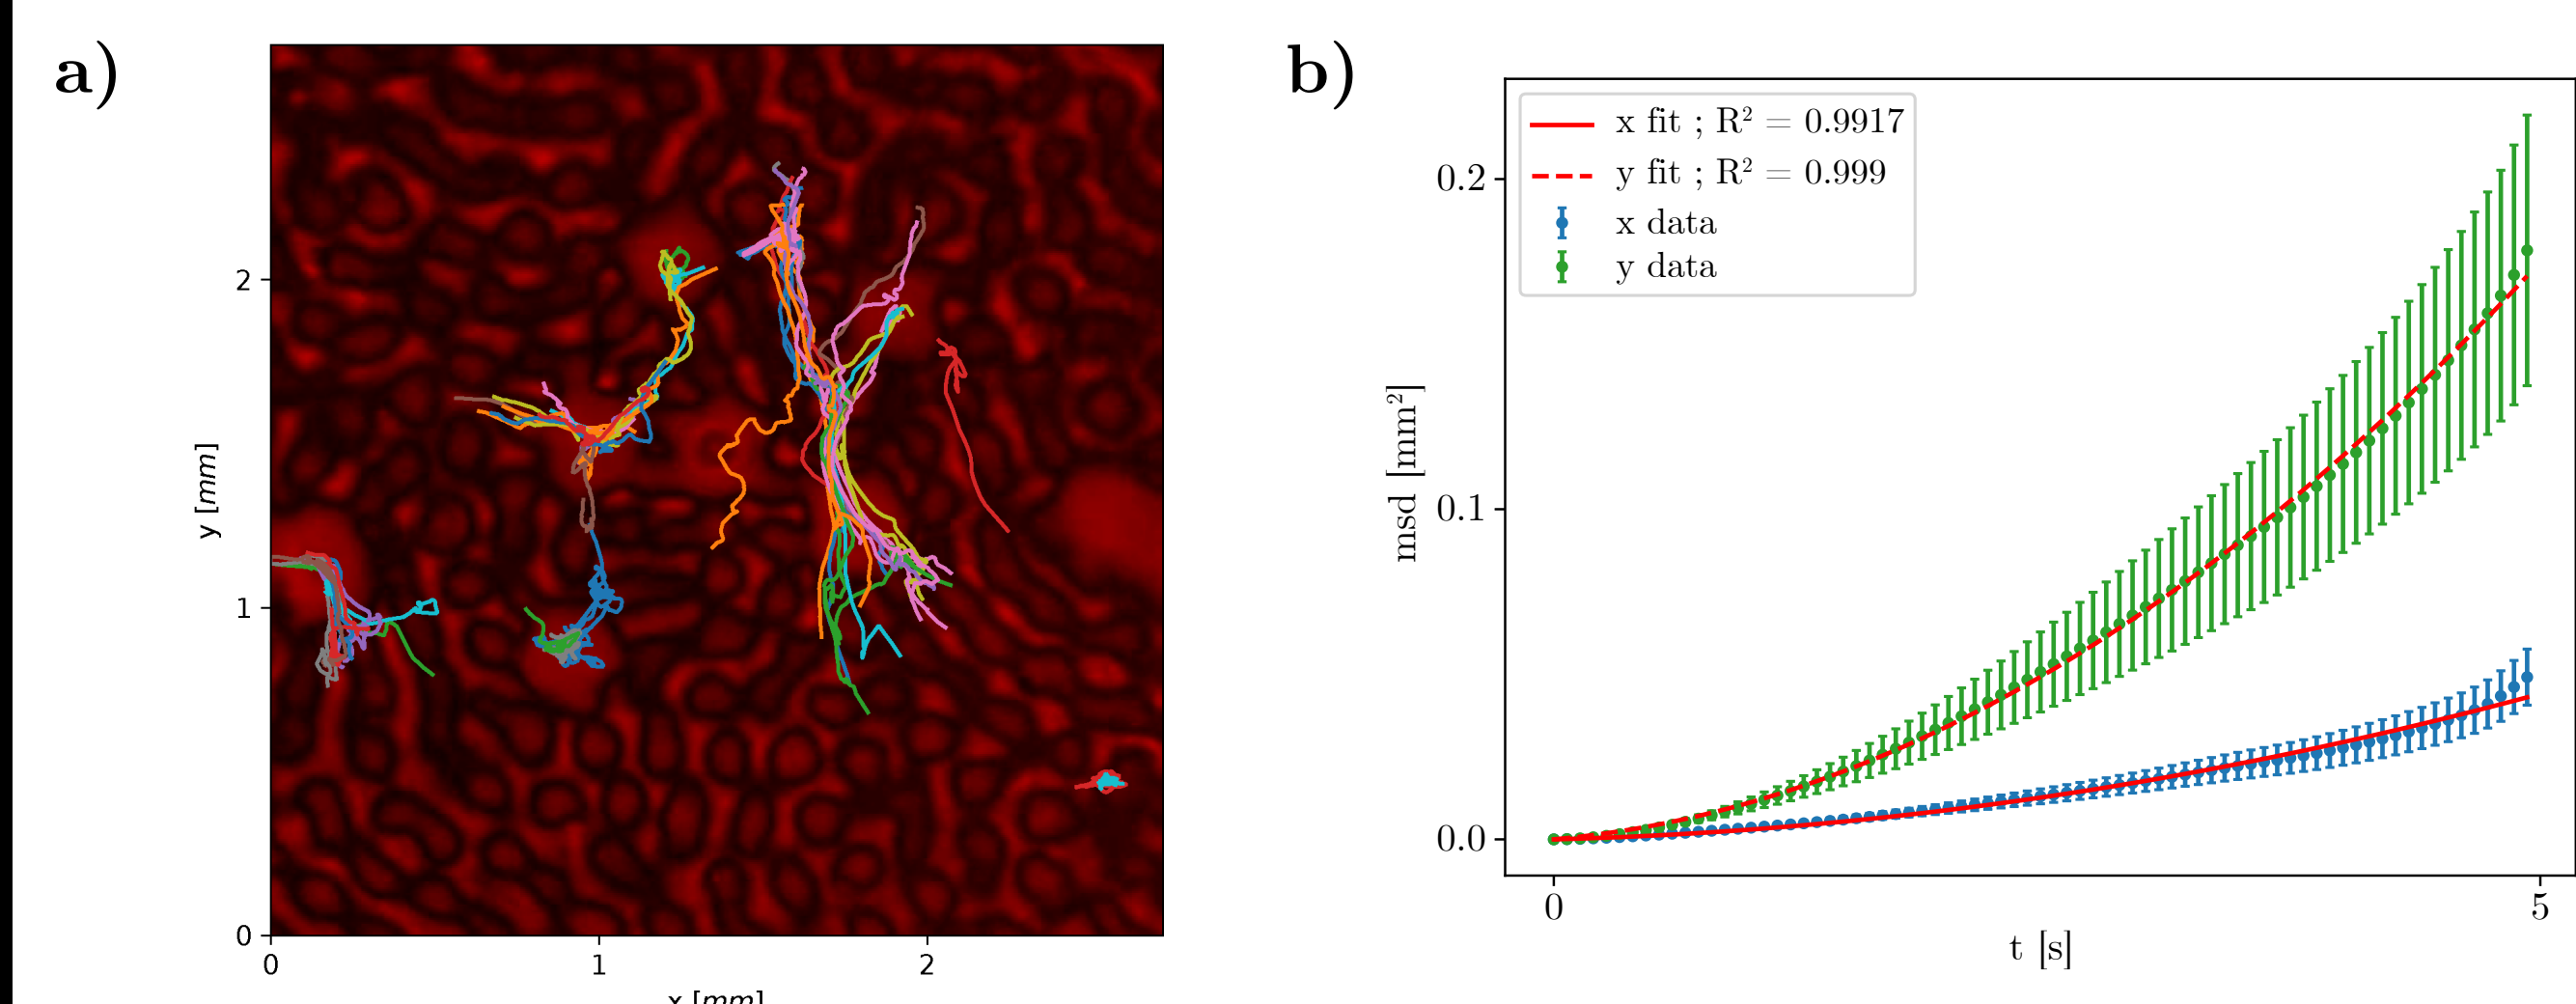 a)
2
1
0
y [mm]
0
1
2
x [mm]
b)
x fit ; R² = 0.9917
y fit ; R² = 0.999
x data
y data
0.2
0.1
0.0
msd [mm²]
0
5
t [s]